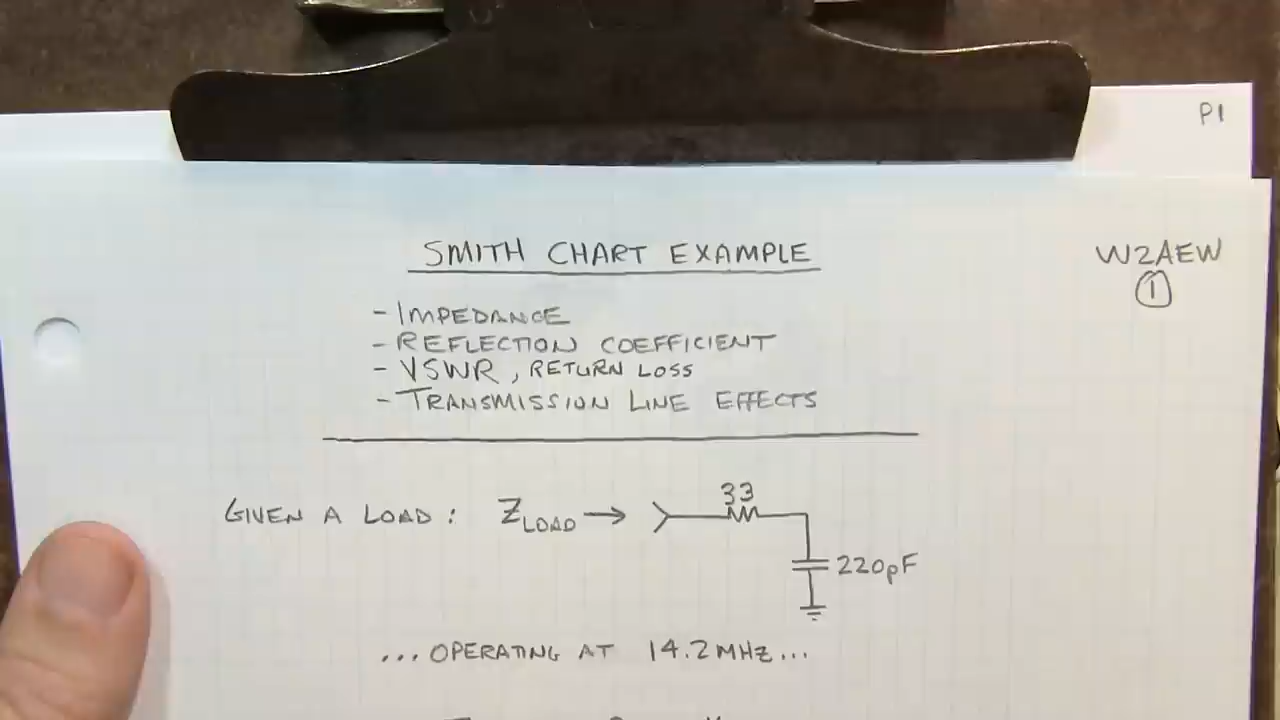 P1
SMITH CHART EXAMPLE
W2AEW
1
- IMPEDANCE
- REFLECTION COEFFICIENT
- VSWR, RETURN LOSS
- TRANSMISSION LINE EFFECTS
GIVEN A LOAD: Z LOAD → 33
220pF
...OPERATING AT 14.2MHZ...